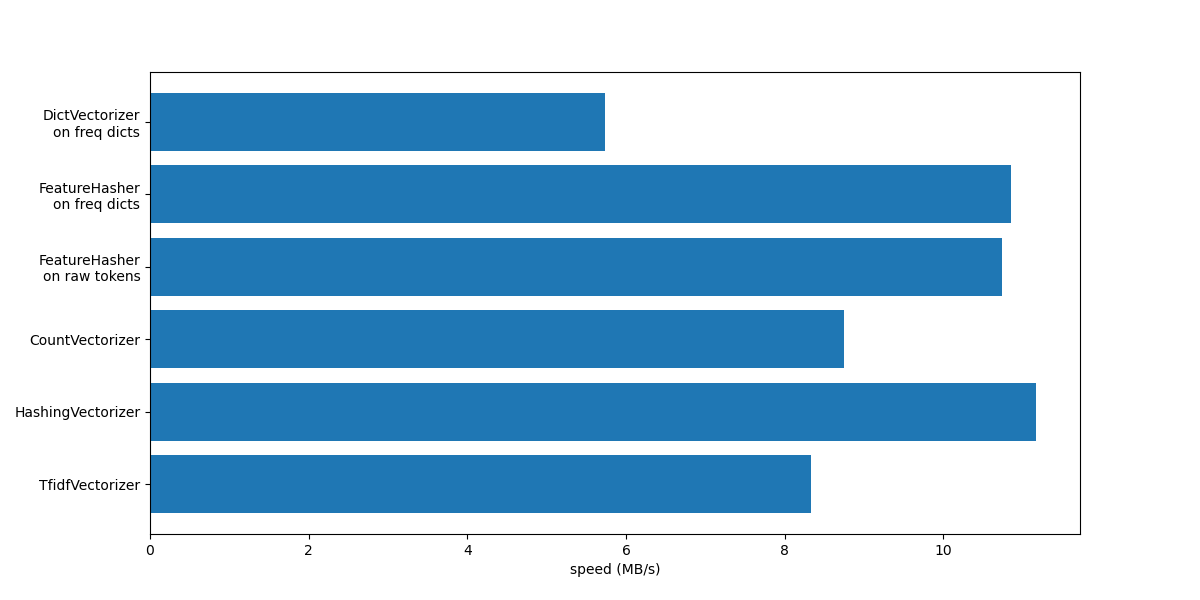 DictVectorizer
on freq dicts
FeatureHasher
on freq dicts
FeatureHasher
on raw tokens
CountVectorizer
HashingVectorizer
TfidfVectorizer
0 2 4 6 8 10
speed (MB/s)